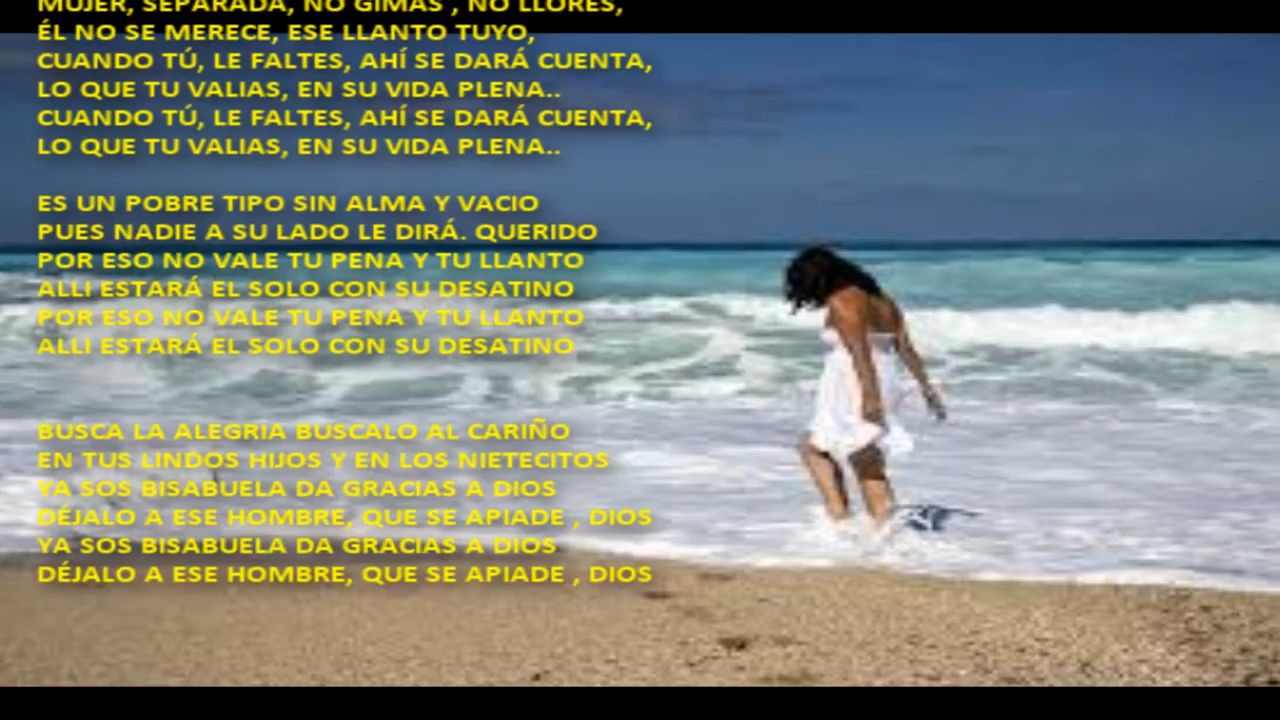 MUJER, SEPARADA, NO GIMAS , NO LLORES,
ÉL NO SE MERECE, ESE LLANTO TUYO,
CUANDO TÚ, LE FALTES, AHÍ SE DARÁ CUENTA,
LO QUE TU VALIAS, EN SU VIDA PLENA..
CUANDO TÚ, LE FALTES, AHÍ SE DARÁ CUENTA,
LO QUE TU VALIAS, EN SU VIDA PLENA..
ES UN POBRE TIPO SIN ALMA Y VACIO
PUES NADIE A SU LADO LE DIRÁ. QUERIDO
POR ESO NO VALE TU PENA Y TU LLANTO
ALLI ESTARÁ EL SOLO CON SU DESATINO
POR ESO NO VALE TU PENA Y TU LLANTO
ALLI ESTARÁ EL SOLO CON SU DESATINO
BUSCA LA ALEGRIA BUSCALO AL CARIÑO
EN TUS LINDOS HIJOS Y EN LOS NIETECITOS
YA SOS BISABUELA DA GRACIAS A DIOS
DÉJALO A ESE HOMBRE, QUE SE APIADE , DIOS
YA SOS BISABUELA DA GRACIAS A DIOS
DÉJALO A ESE HOMBRE, QUE SE APIADE , DIOS